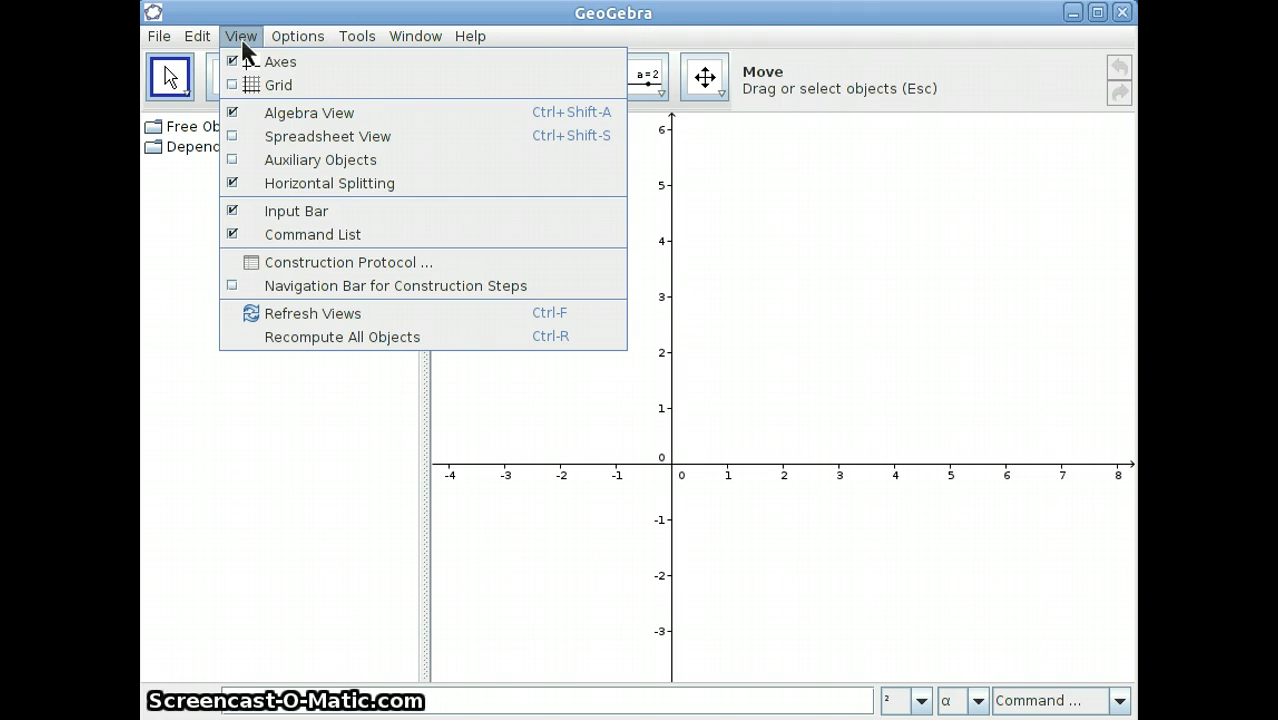 GeoGebra
File Edit View Options Tools Window Help
Axes
Grid
Algebra View Ctrl+Shift-A
Spreadsheet View Ctrl+Shift-S
Auxiliary Objects
Horizontal Splitting
Input Bar
Command List
Construction Protocol ...
Navigation Bar for Construction Steps
Refresh Views Ctrl-F
Recompute All Objects Ctrl-R
a=2
Move
Drag or select objects (Esc)
Free Ob
Depend
6
5
4
3
2
1
0
-4 -3 -2 -1 0 1 2 3 4 5 6 7 8
-1
-2
-3
Screencast-O-Matic.com
² α Command ...